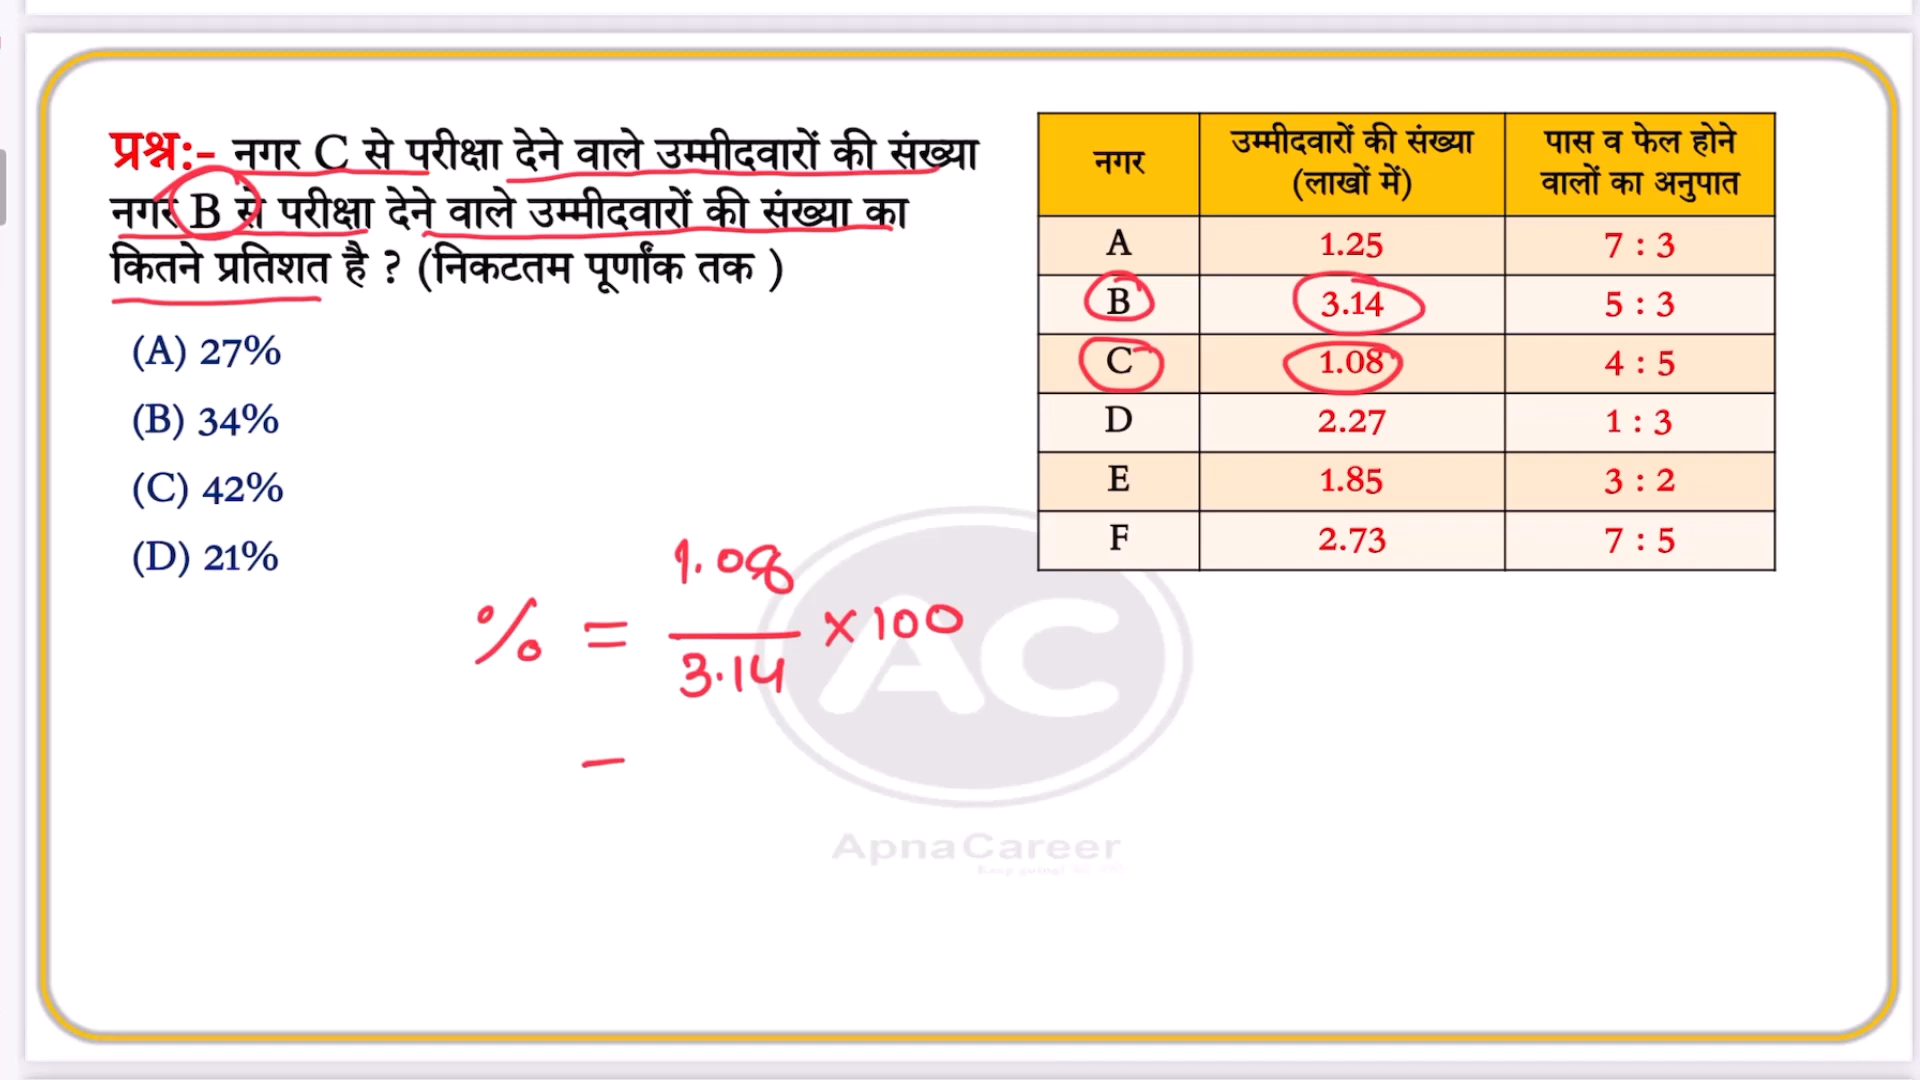 प्रश्न:- नगर C से परीक्षा देने वाले उम्मीदवारों की संख्या
नगर B से परीक्षा देने वाले उम्मीदवारों की संख्या का
कितने प्रतिशत है ? (निकटतम पूर्णांक तक )
(A) 27%
(B) 34%
(C) 42%
(D) 21%
नगर उम्मीदवारों की संख्या (लाखों में) पास व फेल होने वालों का अनुपात
A 1.25 7 : 3
B 3.14 5 : 3
C 1.08 4 : 5
D 2.27 1 : 3
E 1.85 3 : 2
F 2.73 7 : 5
1.08
% = ×100
3.14
AC
ApnaCareer